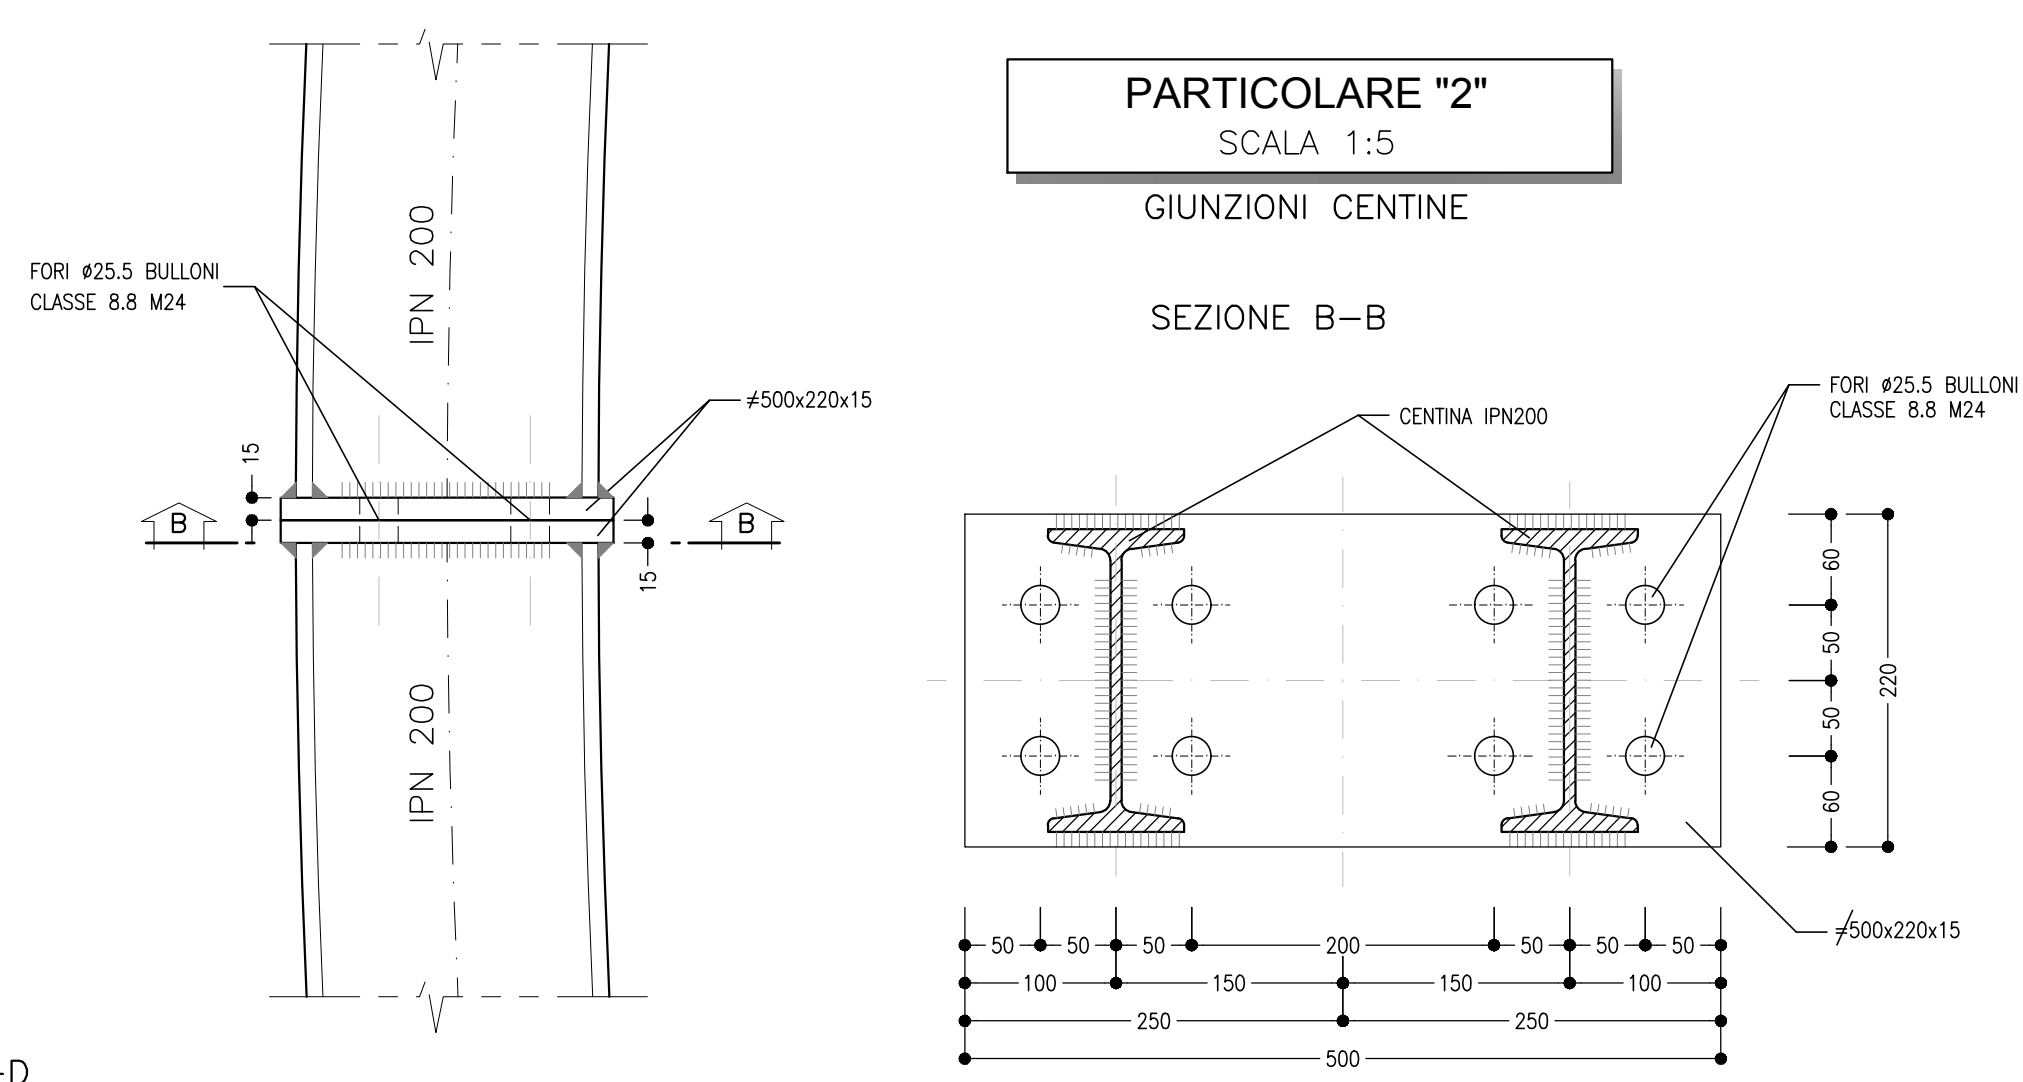 PARTICOLARE "2"
SCALA 1:5
GIUNZIONI CENTINE
SEZIONE B-B
IPN 200
FORI ø25.5 BULLONI
CLASSE 8.8 M24
≠500x220x15
15
B
B
15
IPN 200
FORI ø25.5 BULLONI
CLASSE 8.8 M24
CENTINA IPN200
60
50
220
50
60
≠500x220x15
50 50 50 200 50 50 50
100 150 150 100
250 250
500
-D